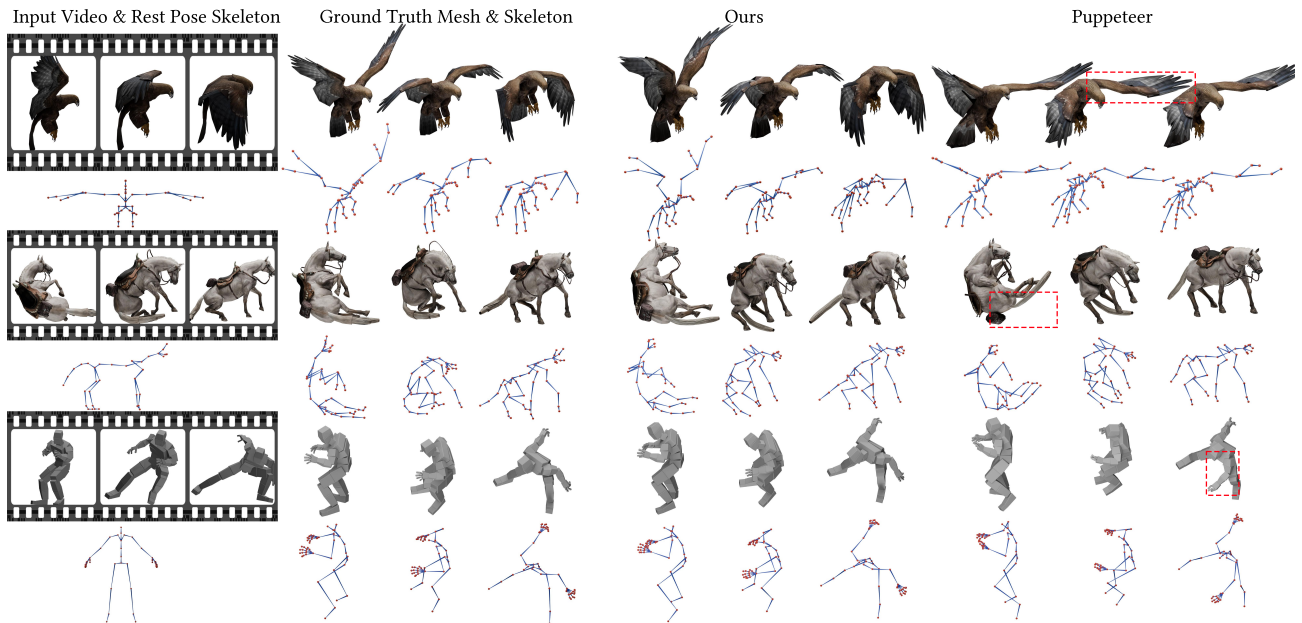 Input Video & Rest Pose Skeleton
Ground Truth Mesh & Skeleton
Ours
Puppeteer